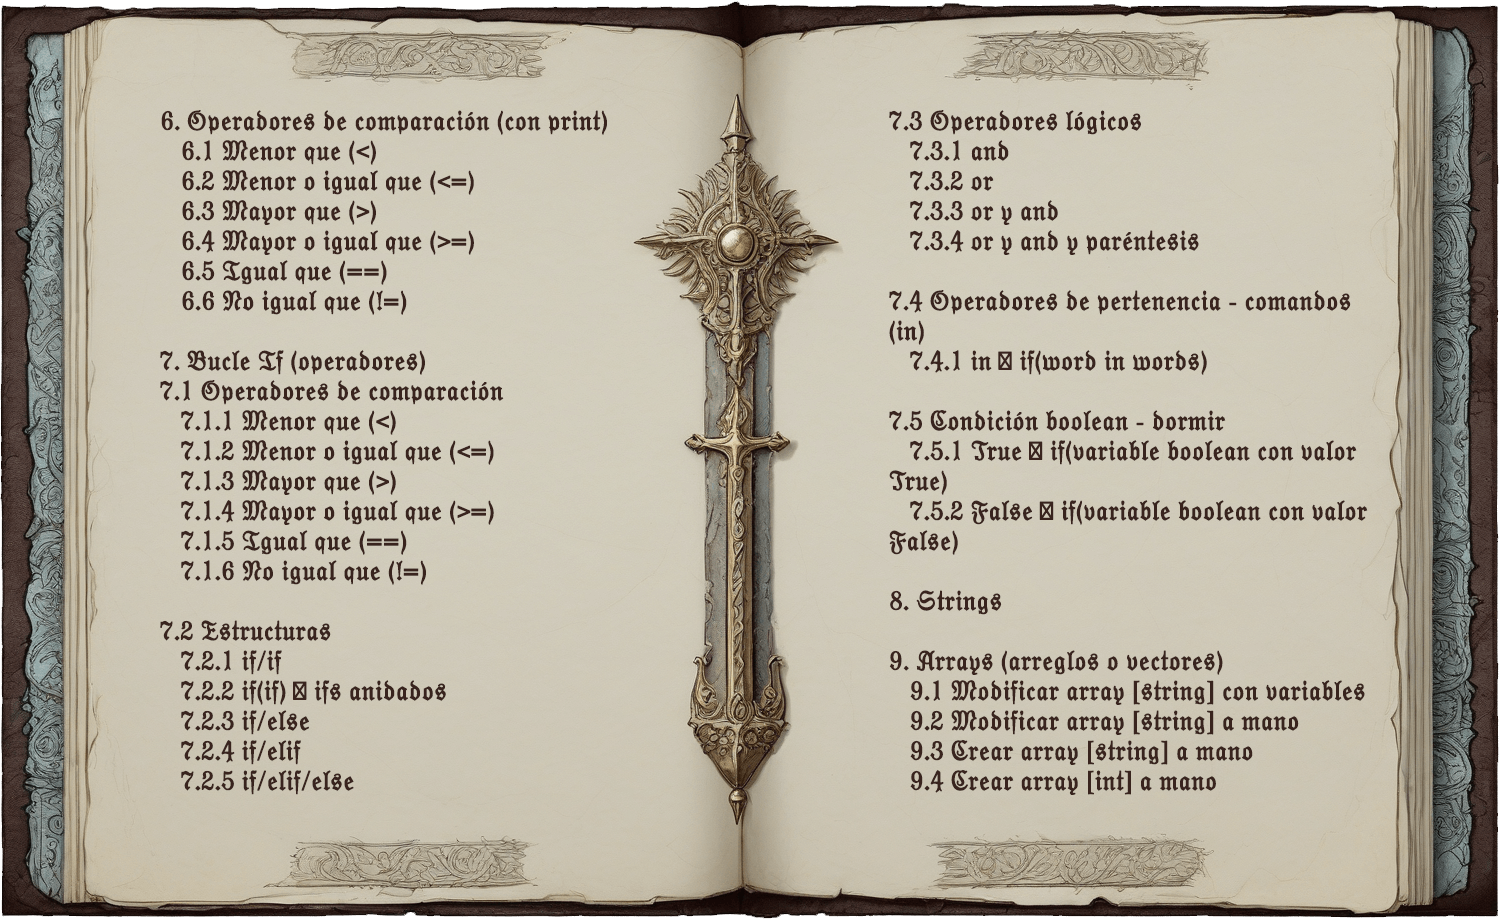 6. Operadores de comparación (con print)
6.1 Menor que (<)
6.2 Menor o igual que (<=)
6.3 Mayor que (>)
6.4 Mayor o igual que (>=)
6.5 Igual que (==)
6.6 No igual que (!=)
7. Bucle If (operadores)
7.1 Operadores de comparación
7.1.1 Menor que (<)
7.1.2 Menor o igual que (<=)
7.1.3 Mayor que (>)
7.1.4 Mayor o igual que (>=)
7.1.5 Igual que (==)
7.1.6 No igual que (!=)
7.2 Estructuras
7.2.1 if/if
7.2.2 if(if) � ifs anidados
7.2.3 if/else
7.2.4 if/elif
7.2.5 if/elif/else
7.3 Operadores lógicos
7.3.1 and
7.3.2 or
7.3.3 or y and
7.3.4 or y and y paréntesis
7.4 Operadores de pertenencia - comandos
(in)
7.4.1 in � if(word in words)
7.5 Condición boolean - dormir
7.5.1 True � if(variable boolean con valor
True)
7.5.2 False � if(variable boolean con valor
False)
8. Strings
9. Arrays (arreglos o vectores)
9.1 Modificar array [string] con variables
9.2 Modificar array [string] a mano
9.3 Crear array [string] a mano
9.4 Crear array [int] a mano